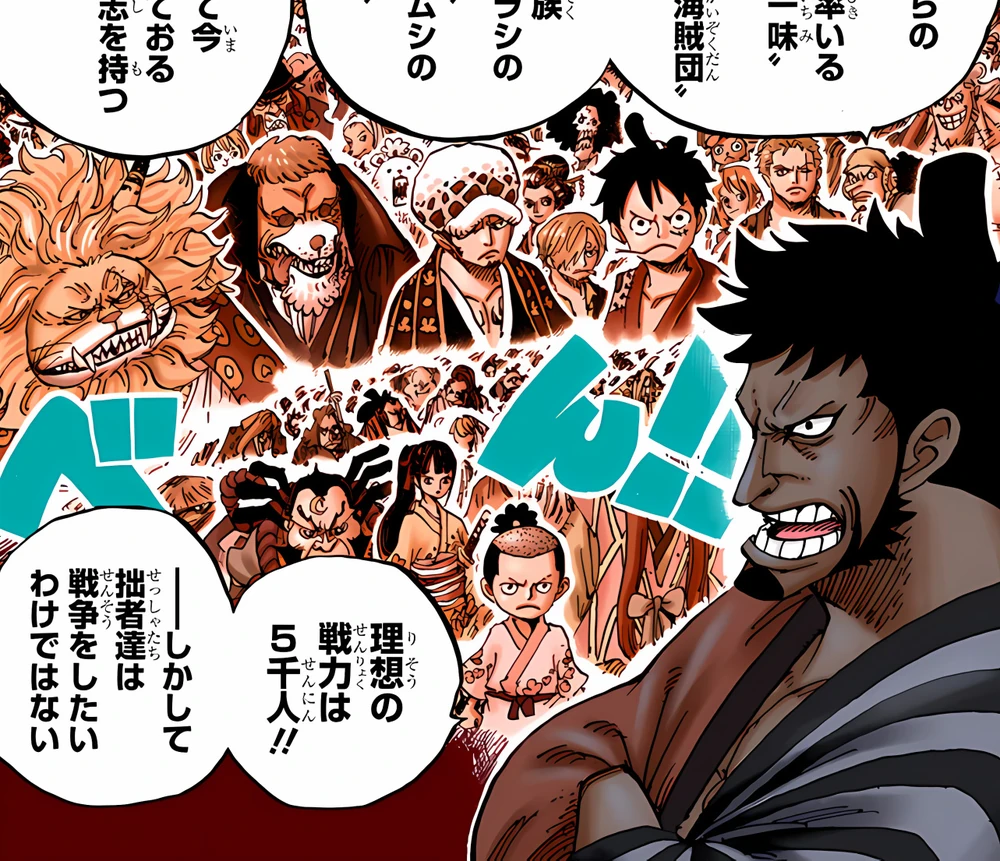 らの
率いる
一味〟
海賊団〟
族
ラシの
ムシの
て今
ておる
志を持つ
べん!!
理想の
戦力は
5千人!!
――しかして
拙者達は
戦争をしたい
わけではない